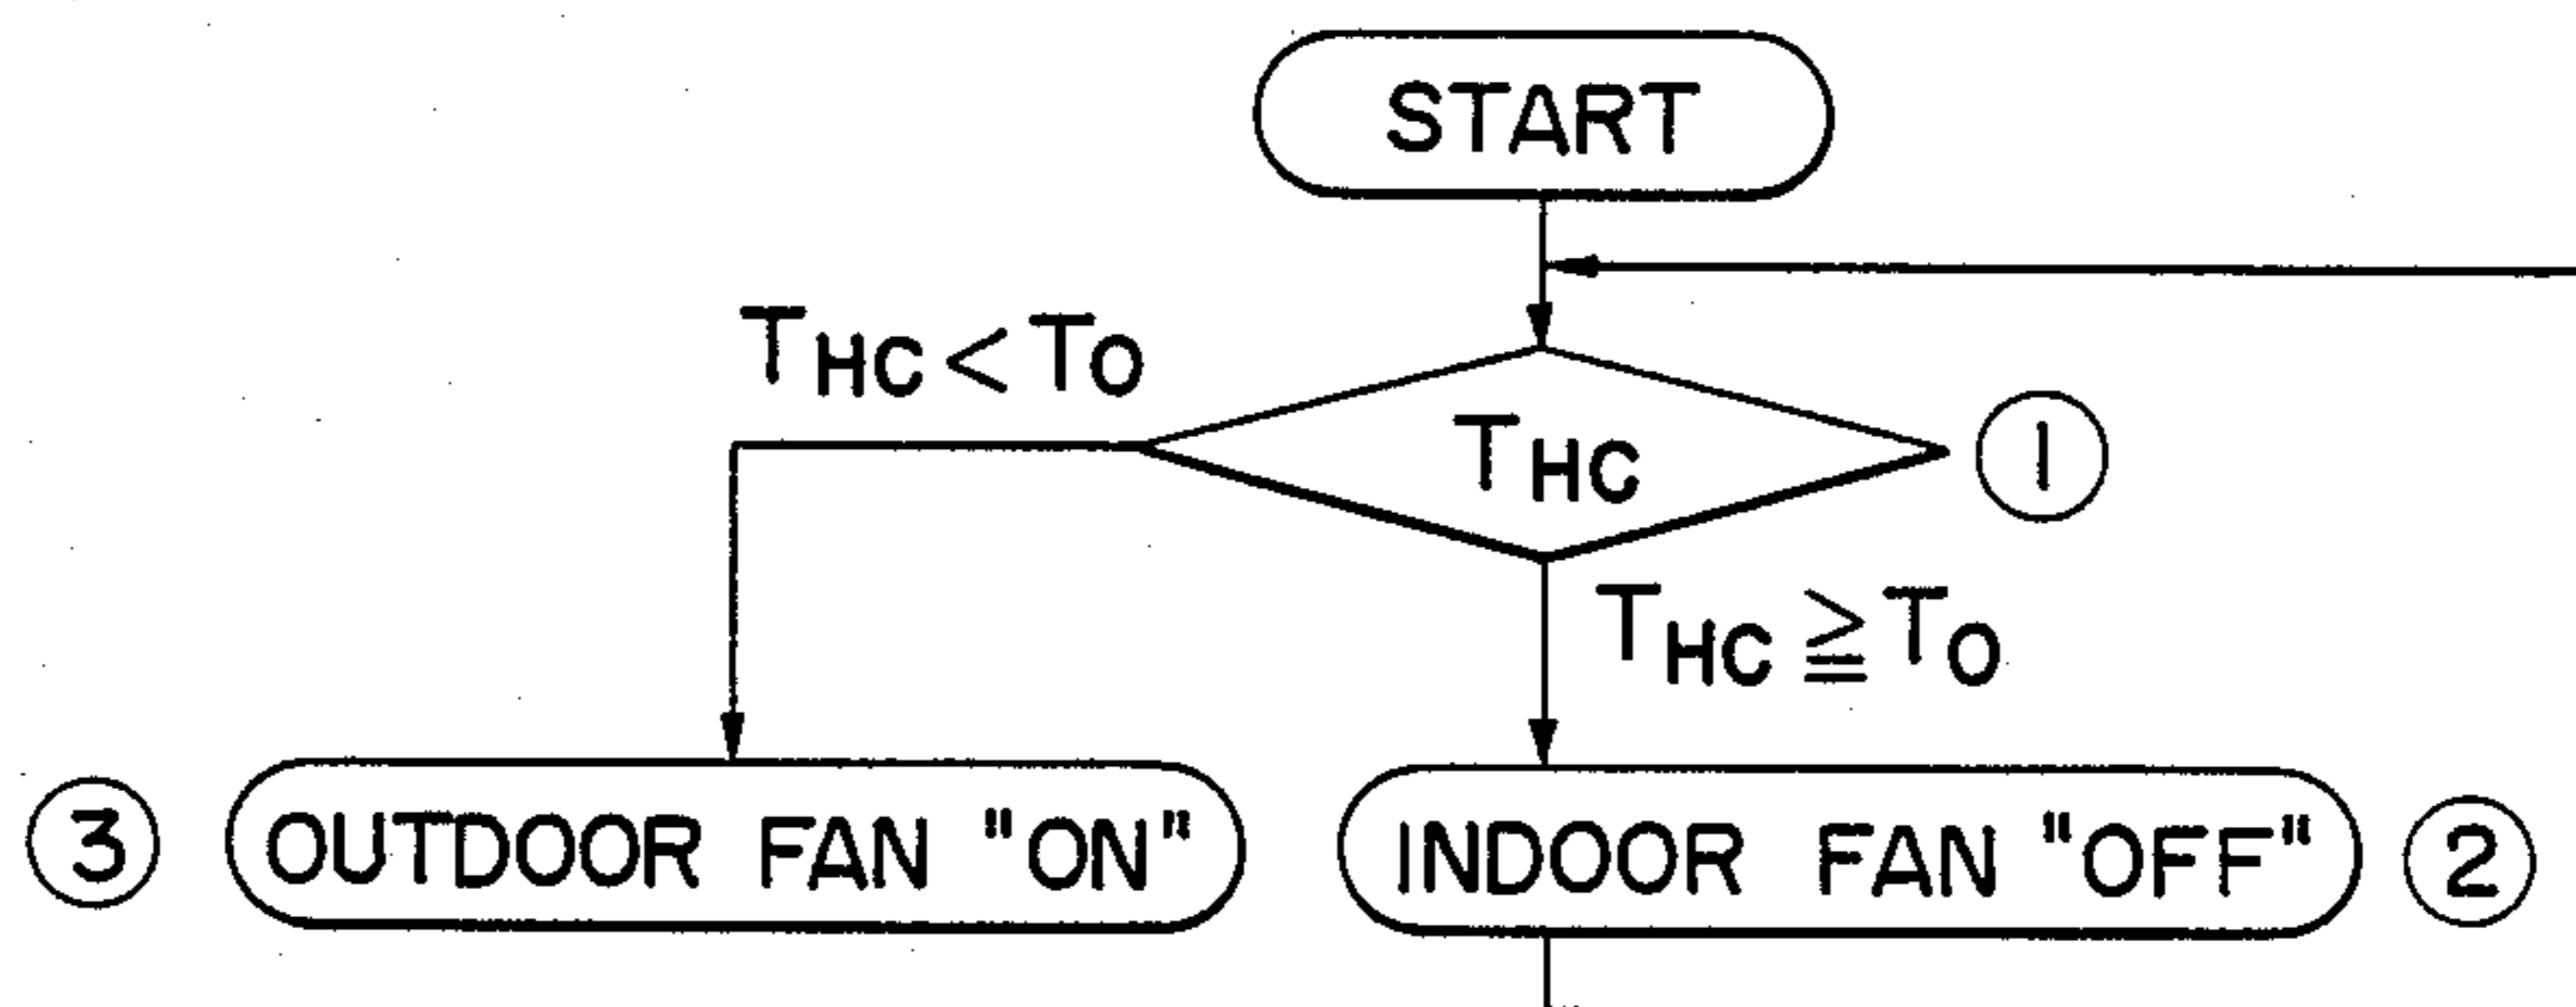 START
THC < TO
THC
1
THC ≧ TO
3
OUTDOOR FAN "ON"
INDOOR FAN "OFF"
2